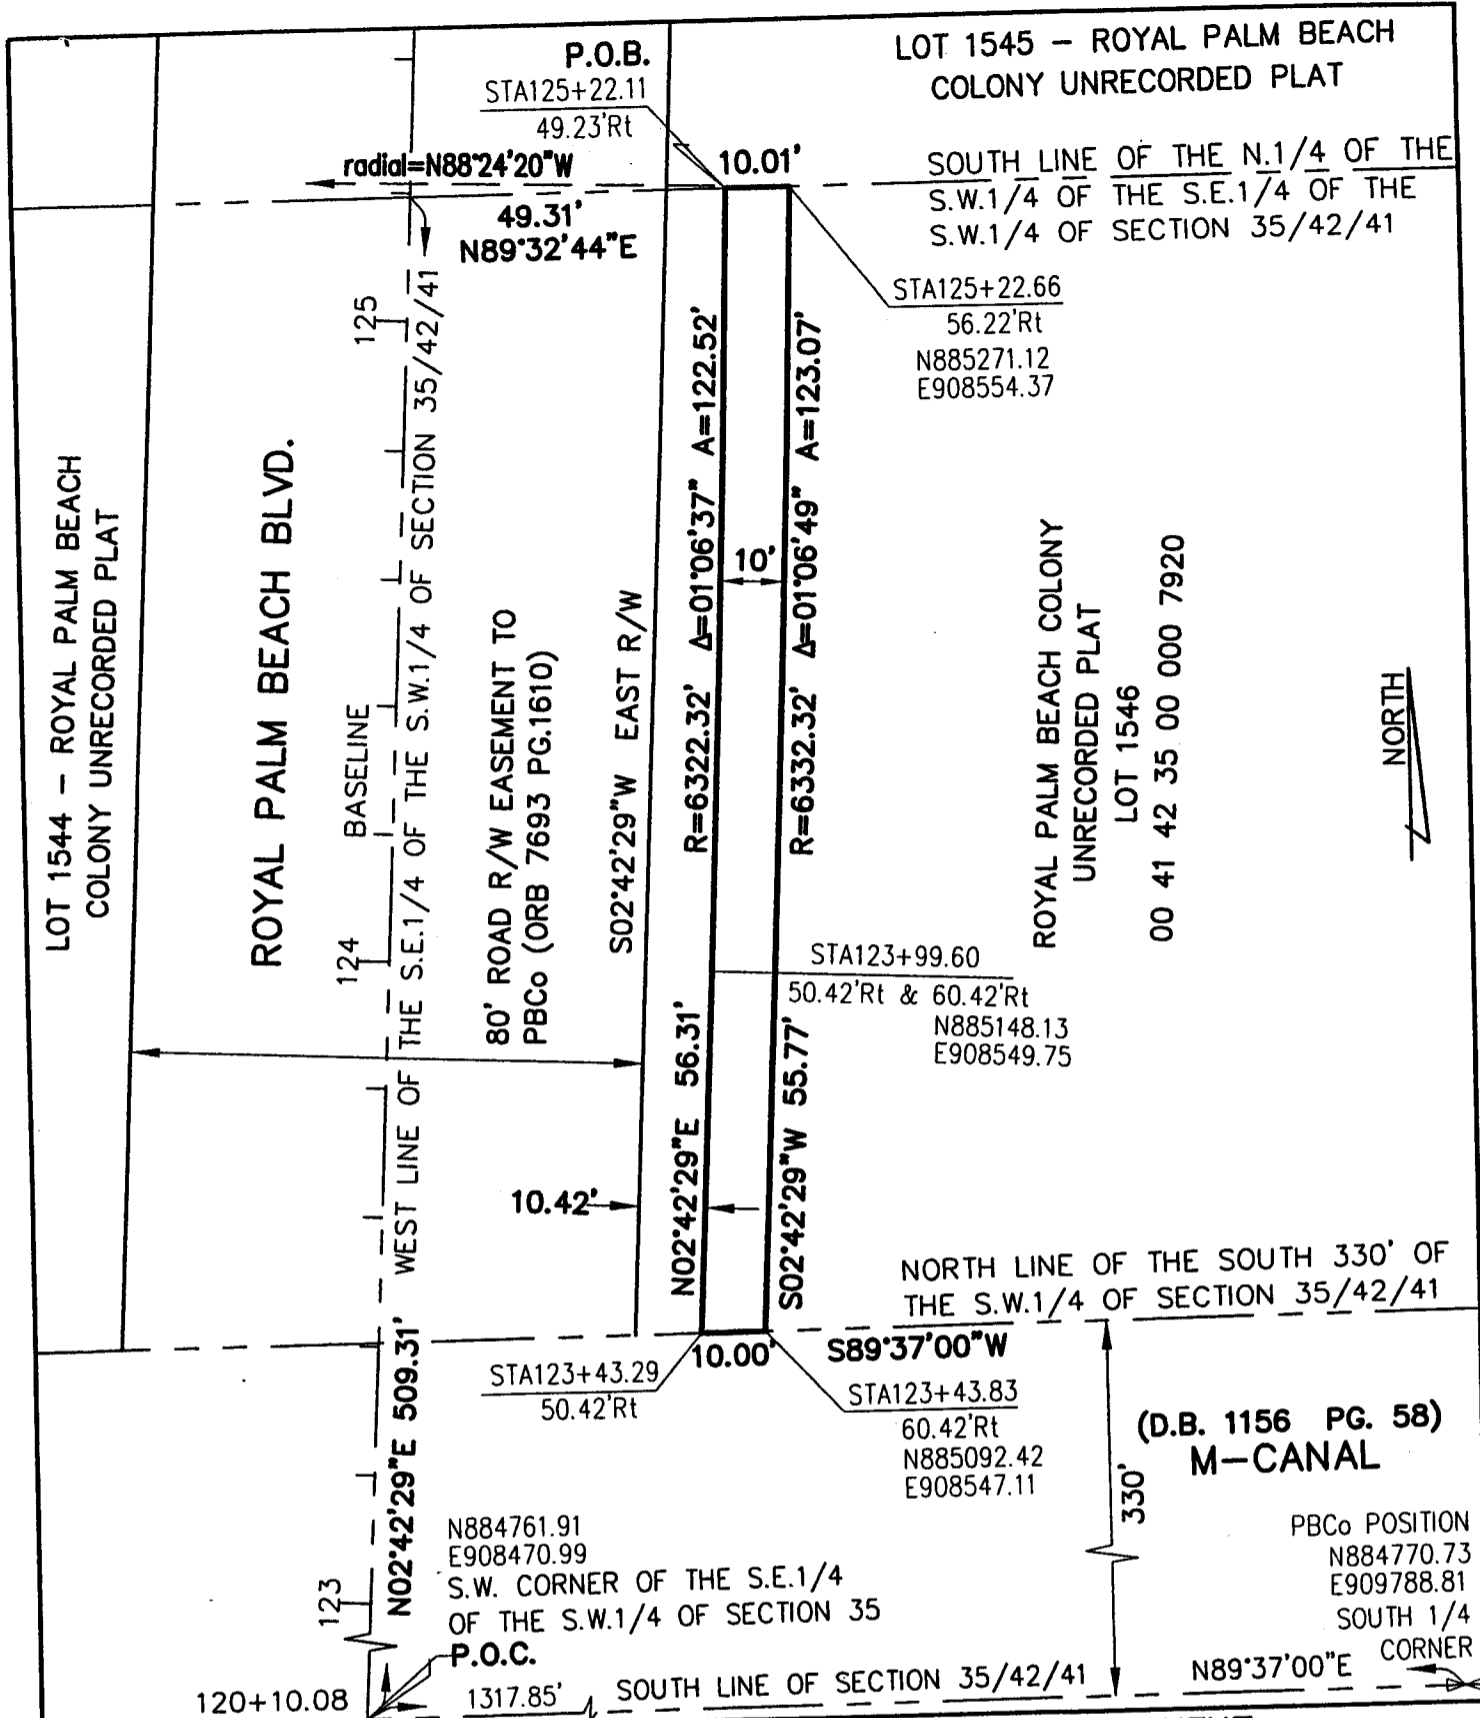 LOT 1545 – ROYAL PALM BEACH
COLONY UNRECORDED PLAT
P.O.B.
STA125+22.11
49.23'Rt
radial=N88°24'20"W
10.01'
SOUTH LINE OF THE N.1/4 OF THE
S.W.1/4 OF THE S.E.1/4 OF THE
S.W.1/4 OF SECTION 35/42/41
49.31'
N89°32'44"E
STA125+22.66
56.22'Rt
N885271.12
E908554.37
LOT 1544 – ROYAL PALM BEACH
COLONY UNRECORDED PLAT
ROYAL PALM BEACH BLVD.
125
124
123
BASELINE
WEST LINE OF THE S.E.1/4 OF THE S.W.1/4 OF SECTION 35/42/41
80' ROAD R/W EASEMENT TO
PBCo (ORB 7693 PG.1610)
S02°42'29"W EAST R/W
R=6322.32' Δ=01°06'37" A=122.52'
R=6332.32' Δ=01°06'49" A=123.07'
10'
ROYAL PALM BEACH COLONY
UNRECORDED PLAT
LOT 1546
00 41 42 35 00 000 7920
NORTH
STA123+99.60
50.42'Rt & 60.42'Rt
N885148.13
E908549.75
N02°42'29"E 56.31'
S02°42'29"W 55.77'
10.42'
NORTH LINE OF THE SOUTH 330' OF
THE S.W.1/4 OF SECTION 35/42/41
10.00'
S89°37'00"W
STA123+43.29
50.42'Rt
STA123+43.83
60.42'Rt
N885092.42
E908547.11
(D.B. 1156 PG. 58)
M–CANAL
330'
N02°42'29"E 509.31'
N884761.91
E908470.99
S.W. CORNER OF THE S.E.1/4
OF THE S.W.1/4 OF SECTION 35
P.O.C.
PBCo POSITION
N884770.73
E909788.81
SOUTH 1/4
CORNER
N89°37'00"E
120+10.08
1317.85'
SOUTH LINE OF SECTION 35/42/41